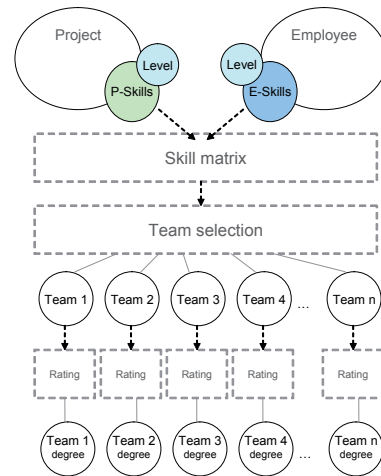 Project
Employee
Level
Level
P-Skills
E-Skills
Skill matrix
Team selection
Team 1
Team 2
Team 3
Team 4
...
Team n
Rating
Rating
Rating
Rating
Rating
Team 1
degree
Team 2
degree
Team 3
degree
Team 4
degree
...
Team n
degree